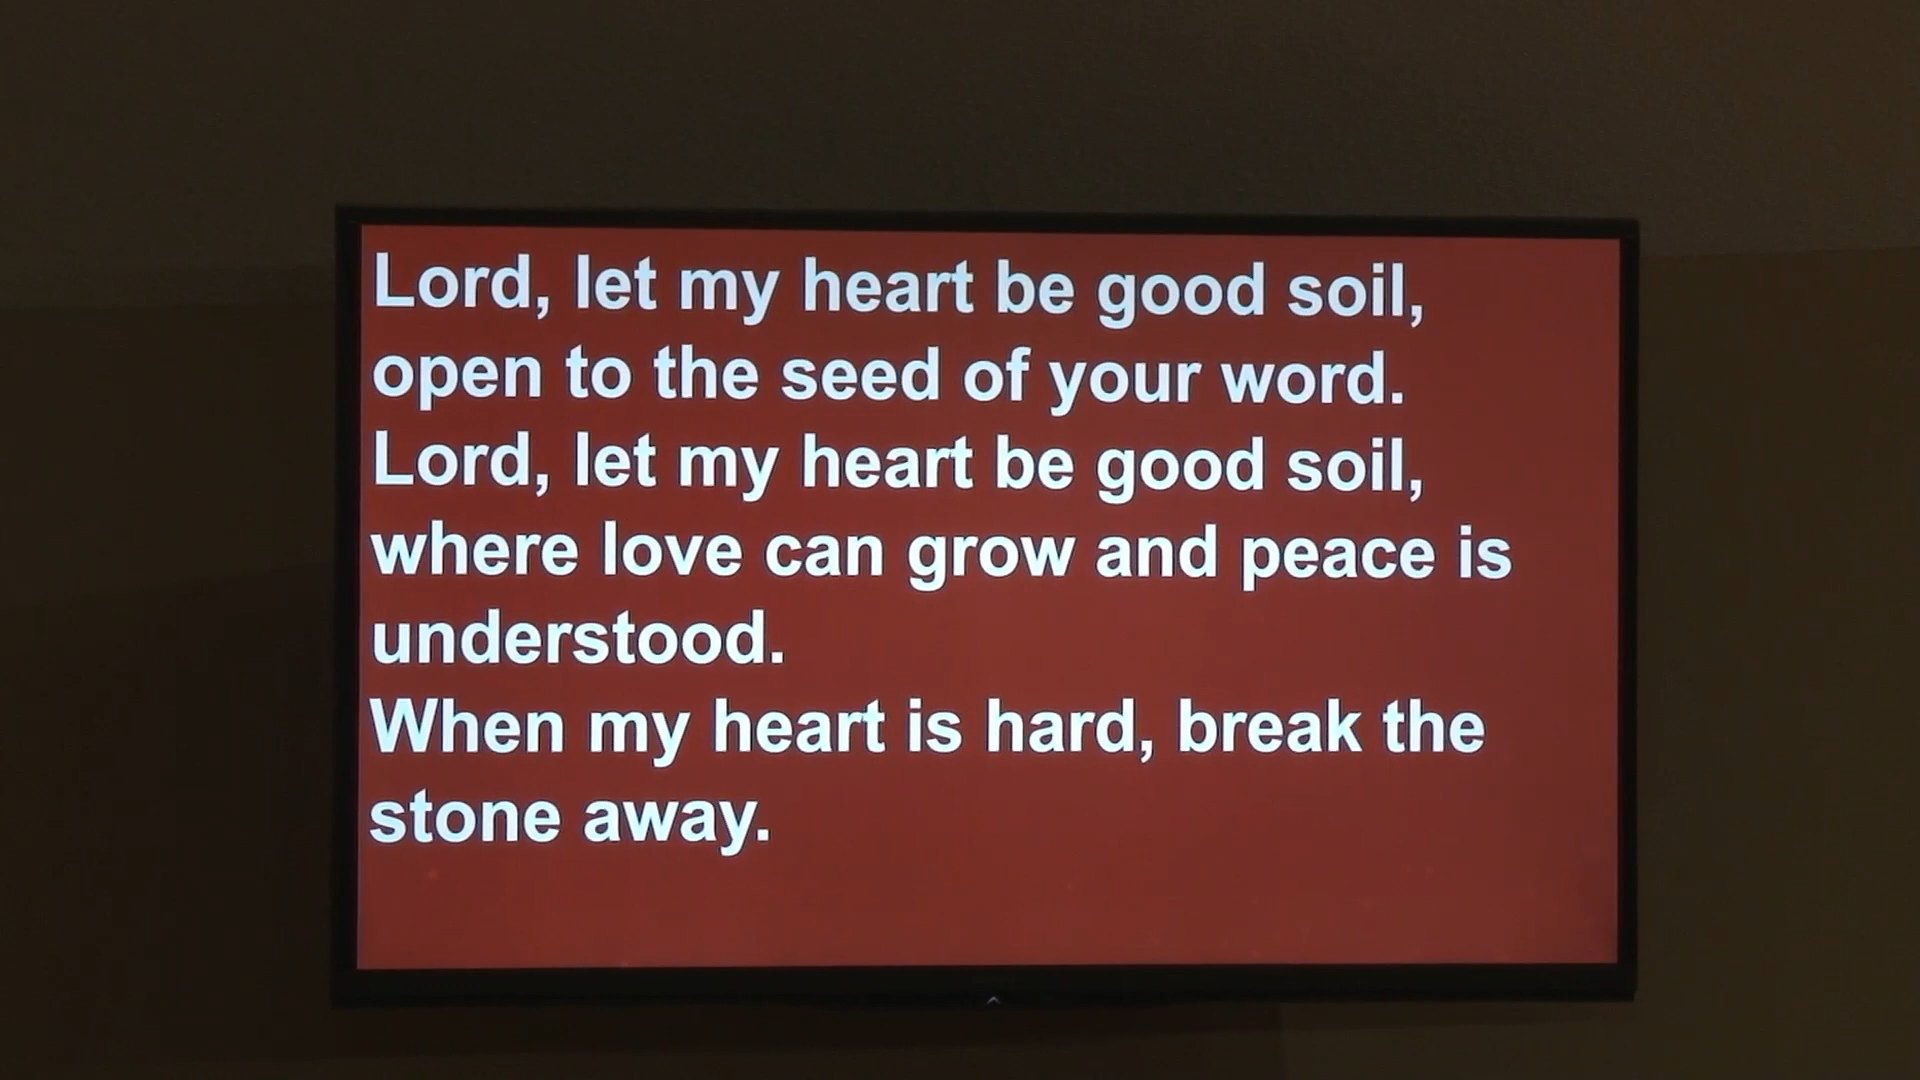 Lord, let my heart be good soil,
open to the seed of your word.
Lord, let my heart be good soil,
where love can grow and peace is
understood.
When my heart is hard, break the
stone away.